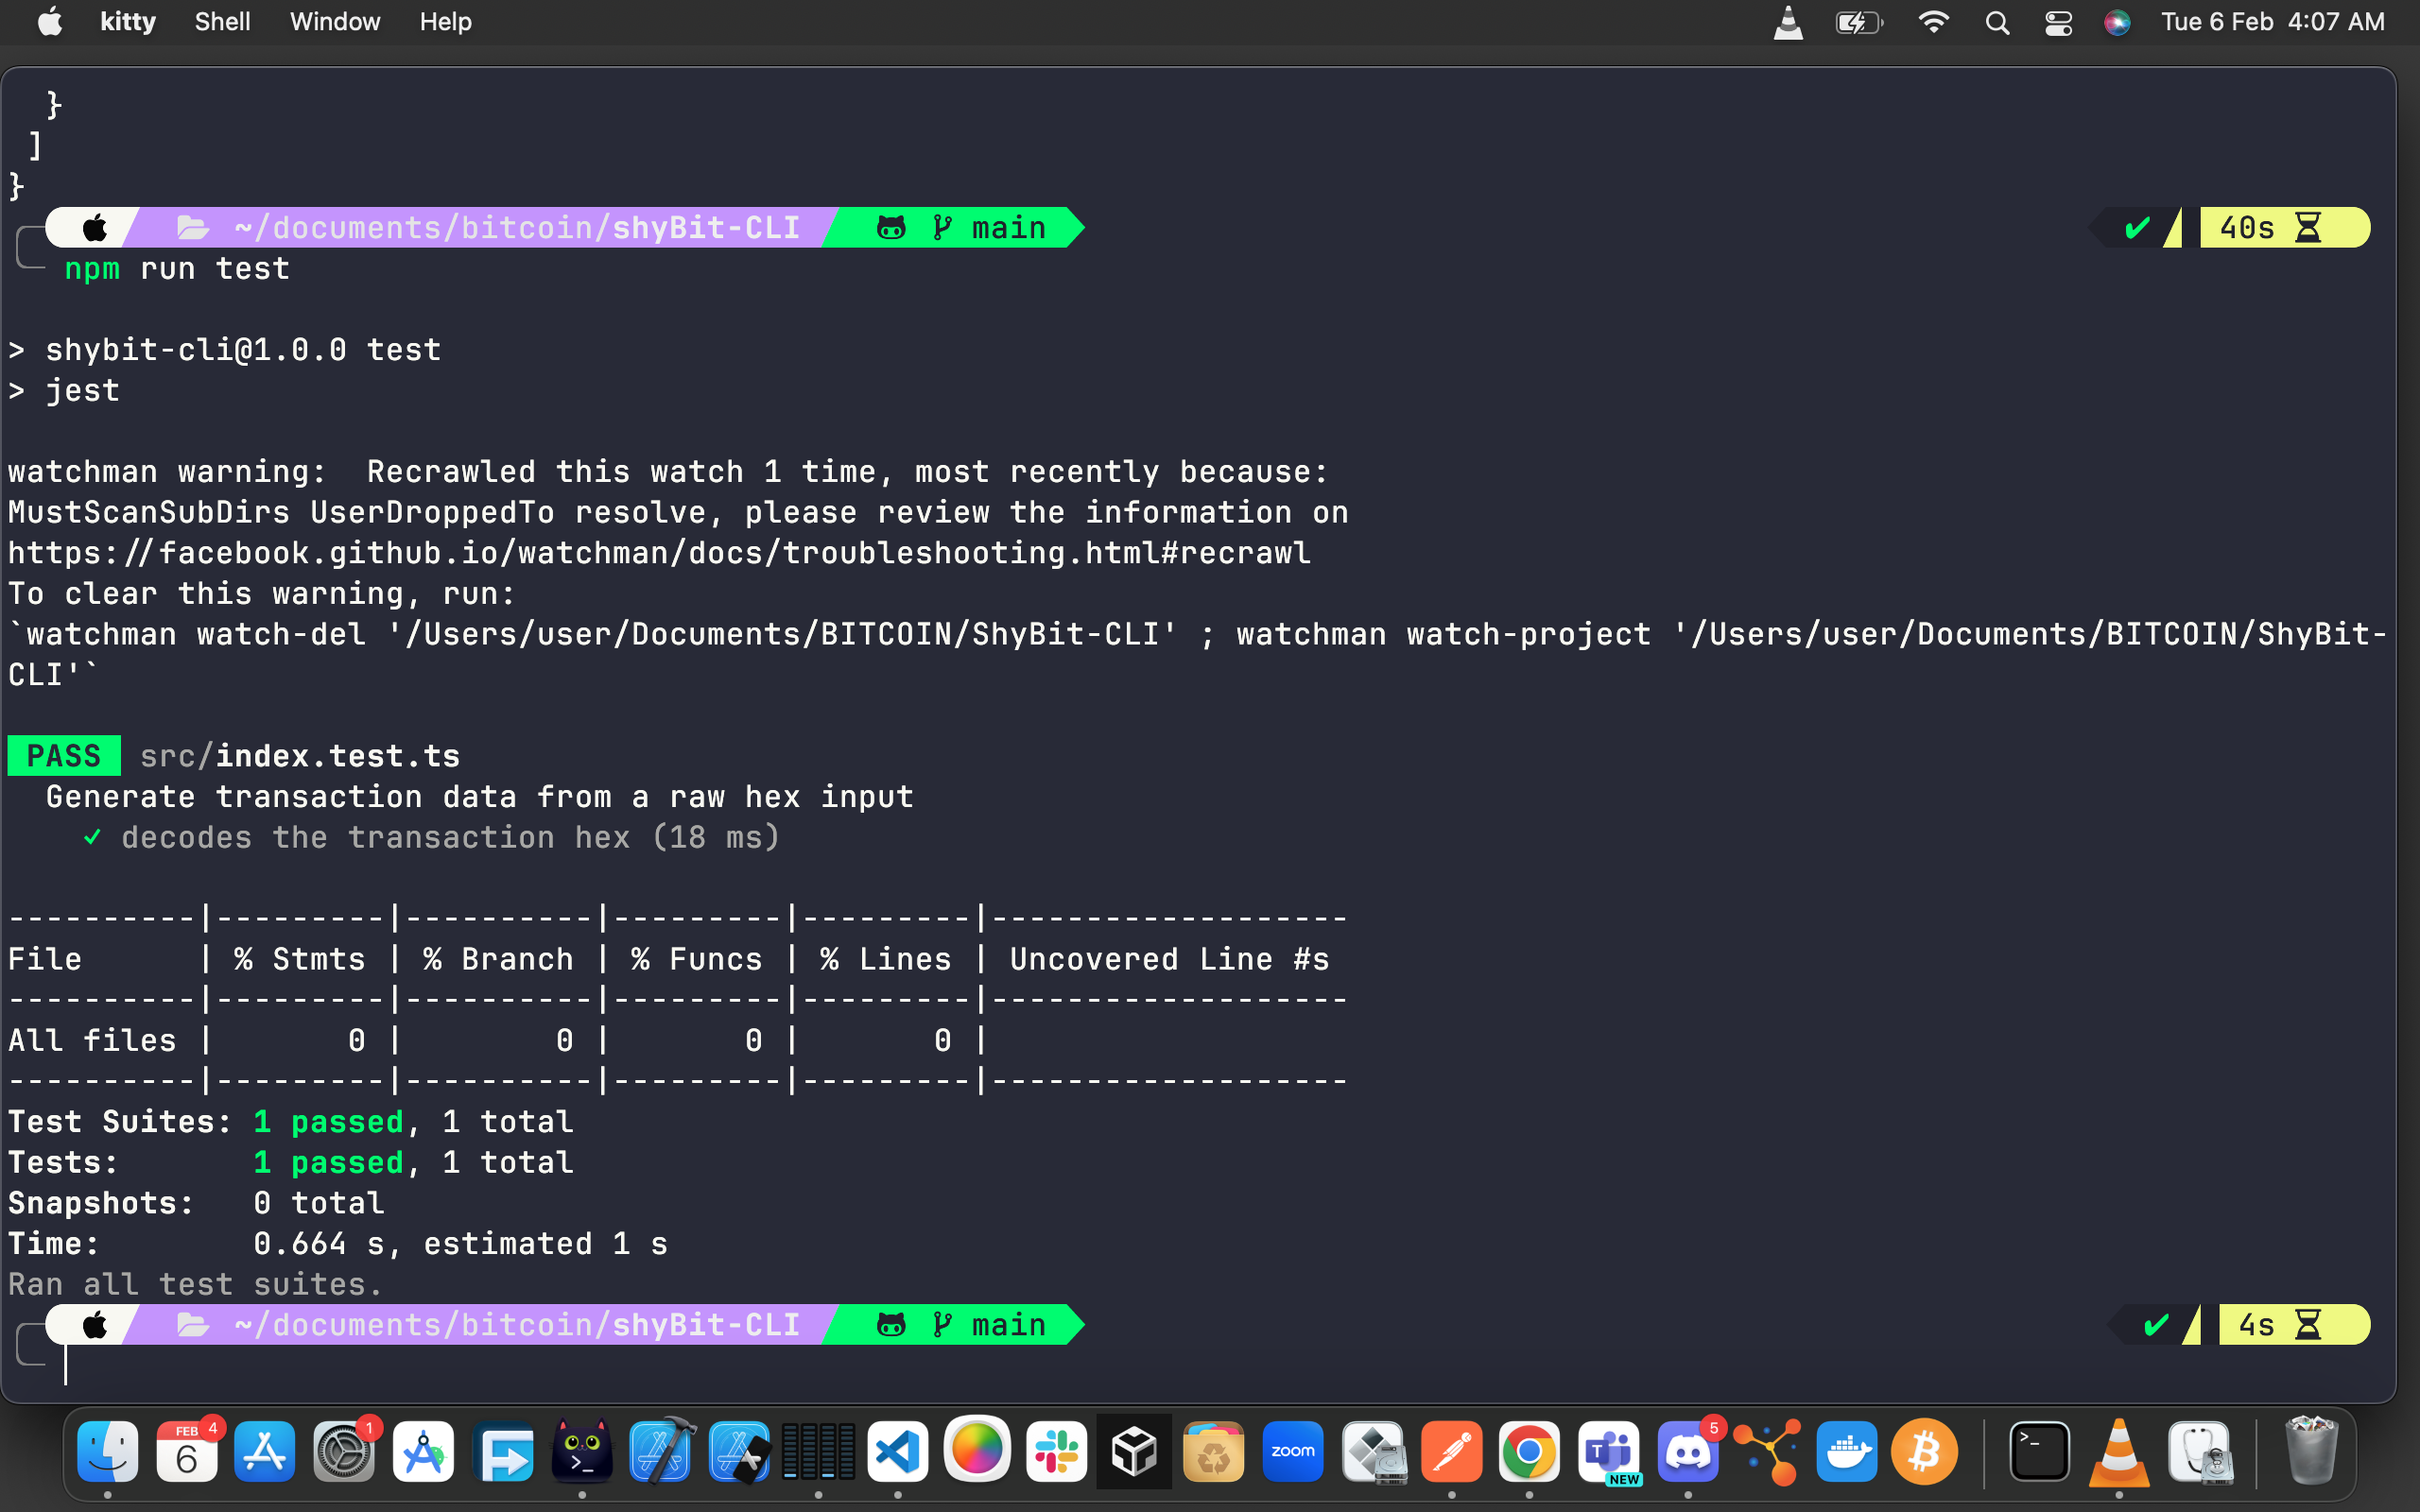 kitty Shell Window Help Tue 6 Feb 4:07 AM
}
]
}
~/documents/bitcoin/shyBit-CLI main 40s
npm run test
> shybit-cli@1.0.0 test
> jest
watchman warning:  Recrawled this watch 1 time, most recently because:
MustScanSubDirs UserDroppedTo resolve, please review the information on
https://facebook.github.io/watchman/docs/troubleshooting.html#recrawl
To clear this warning, run:
`watchman watch-del '/Users/user/Documents/BITCOIN/ShyBit-CLI' ; watchman watch-project '/Users/user/Documents/BITCOIN/ShyBit-
CLI'`
PASS src/index.test.ts
Generate transaction data from a raw hex input
✓ decodes the transaction hex (18 ms)
----------|---------|----------|---------|---------|-------------------
File      | % Stmts | % Branch | % Funcs | % Lines | Uncovered Line #s
----------|---------|----------|---------|---------|-------------------
All files |       0 |        0 |       0 |       0 |
----------|---------|----------|---------|---------|-------------------
Test Suites: 1 passed, 1 total
Tests:       1 passed, 1 total
Snapshots:   0 total
Time:        0.664 s, estimated 1 s
Ran all test suites.
~/documents/bitcoin/shyBit-CLI main 4s
FEB 6 4 1 >_ zoom T NEW 5 >_